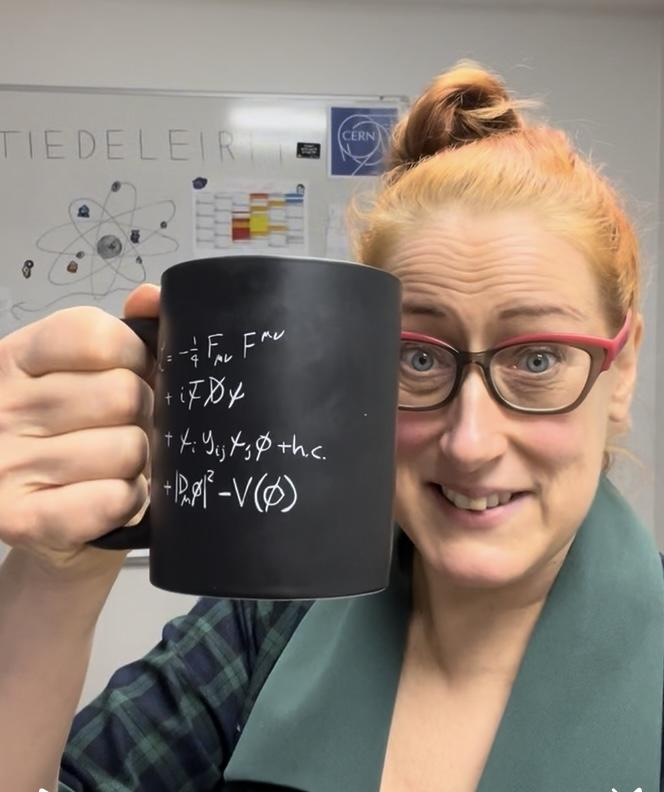 TIEDELEIRI
CERN
L = -¼ F_μν F^μν
+ iψ̄D̸ψ
+ ψ_i y_ij ψ_j φ + h.c.
+ |D_μ φ|² - V(φ)